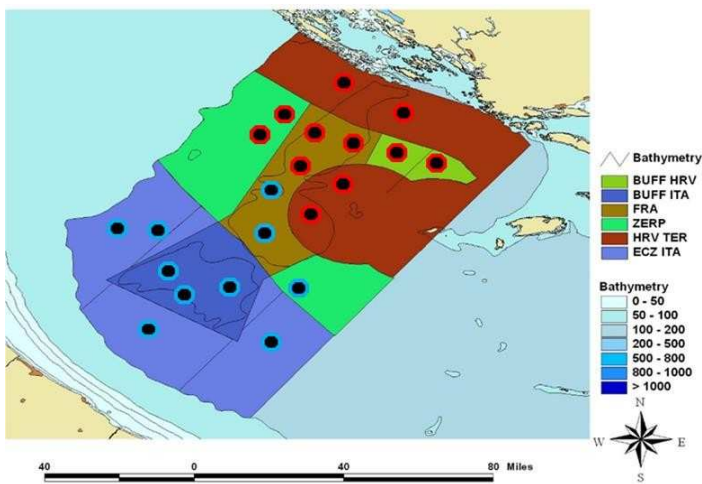 Bathymetry
BUFF HRV
BUFF ITA
FRA
ZERP
HRV TER
ECZ ITA
Bathymetry
0 - 50
50 - 100
100 - 200
200 - 500
500 - 800
800 - 1000
> 1000
N
W E
S
40 0 40 80 Miles